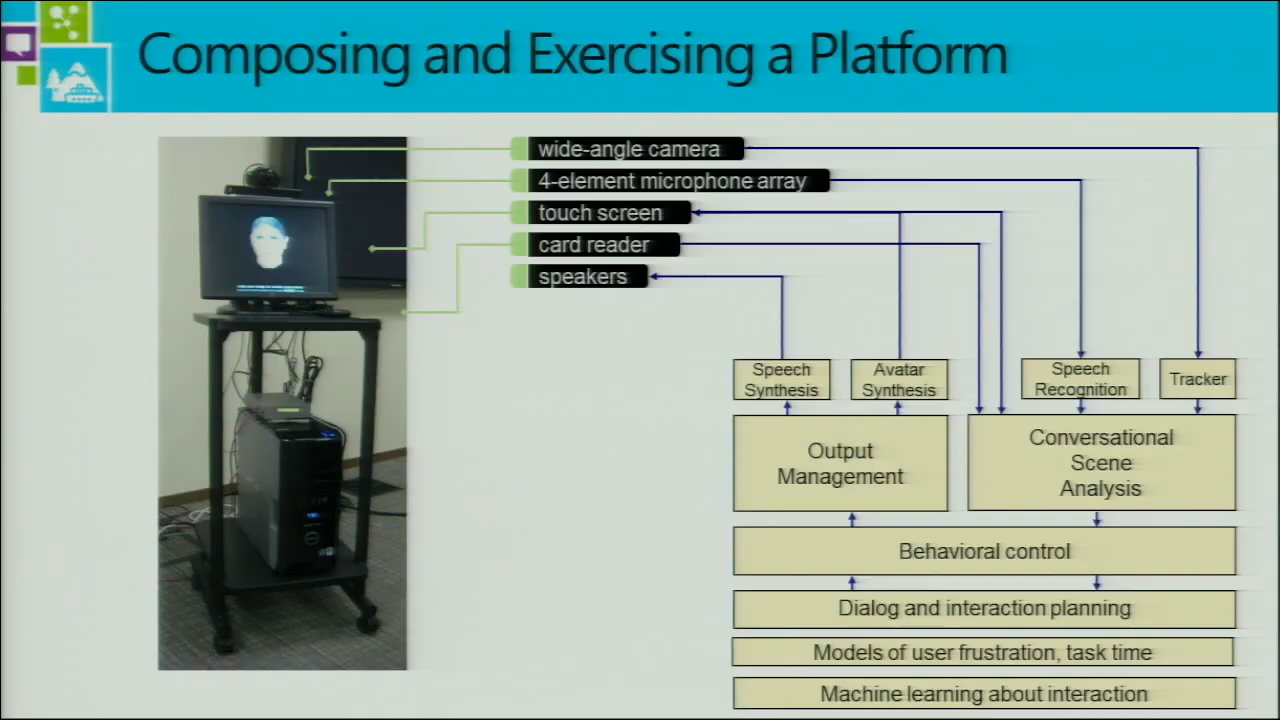 Composing and Exercising a Platform
wide-angle camera
4-element microphone array
touch screen
card reader
speakers
Speech
Synthesis
Avatar
Synthesis
Speech
Recognition
Tracker
Output
Management
Conversational
Scene
Analysis
Behavioral control
Dialog and interaction planning
Models of user frustration, task time
Machine learning about interaction